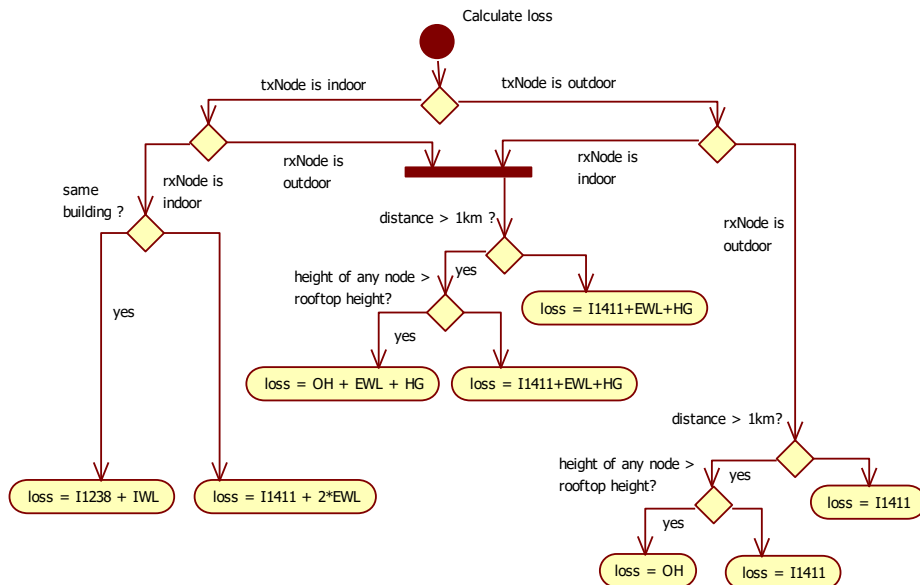 Calculate loss
txNode is indoor
txNode is outdoor
rxNode is
outdoor
rxNode is
indoor
rxNode is
indoor
same
building ?
distance > 1km ?
rxNode is
outdoor
yes
height of any node >
rooftop height?
loss = I1411+EWL+HG
yes
yes
loss = OH + EWL + HG
loss = I1411+EWL+HG
distance > 1km?
height of any node >
rooftop height?
yes
loss = I1238 + IWL
loss = I1411 + 2*EWL
loss = I1411
yes
loss = OH
loss = I1411